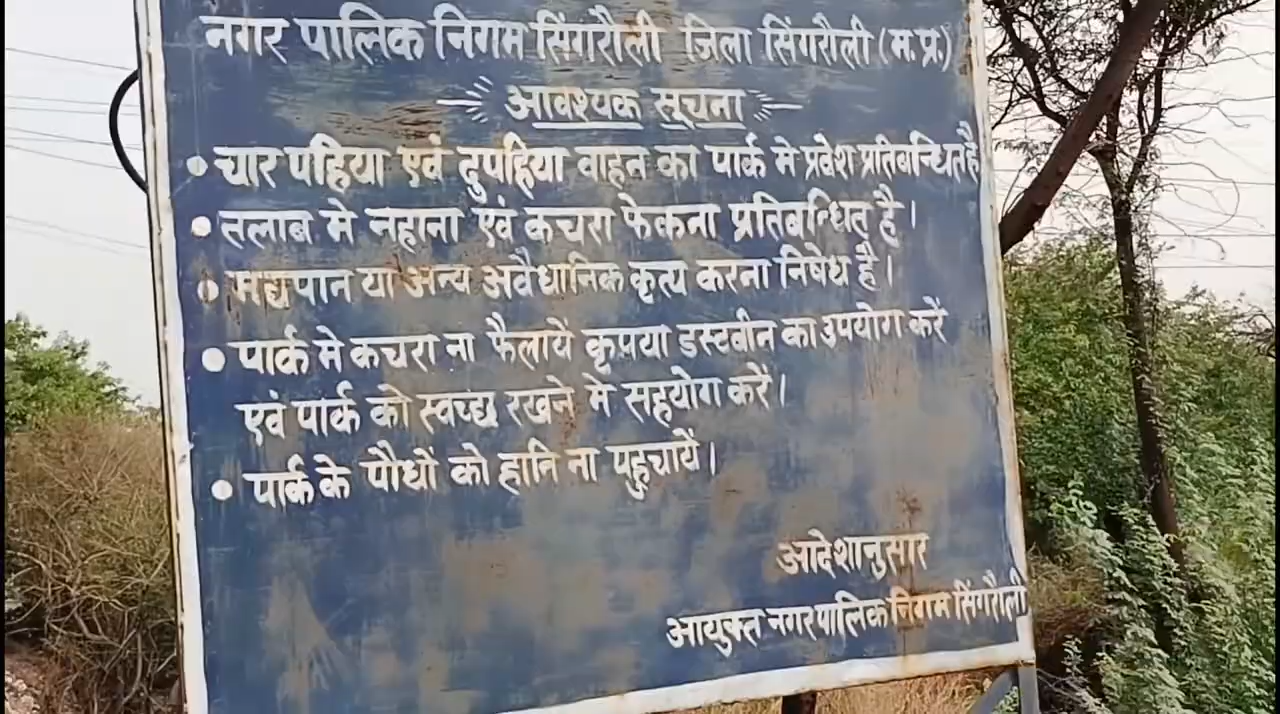 नगर पालिक निगम सिंगरौली जिला सिंगरौली (म.प्र.)
आवश्यक सूचना
• चार पहिया एवं दुपहिया वाहन का पार्क मे प्रवेश प्रतिबन्धित है
• तलाब मे नहाना एवं कचरा फेकना प्रतिबन्धित है।
• मद्यपान या अन्य अवैधानिक कृत्य करना निषेध है।
• पार्क मे कचरा ना फैलायें कृपया डस्टबीन का उपयोग करें
एवं पार्क को स्वच्छ रखने मे सहयोग करें।
• पार्क के पौधों को हानि ना पहुचायें।
आदेशानुसार
आयुक्त नगर पालिक निगम सिंगरौली